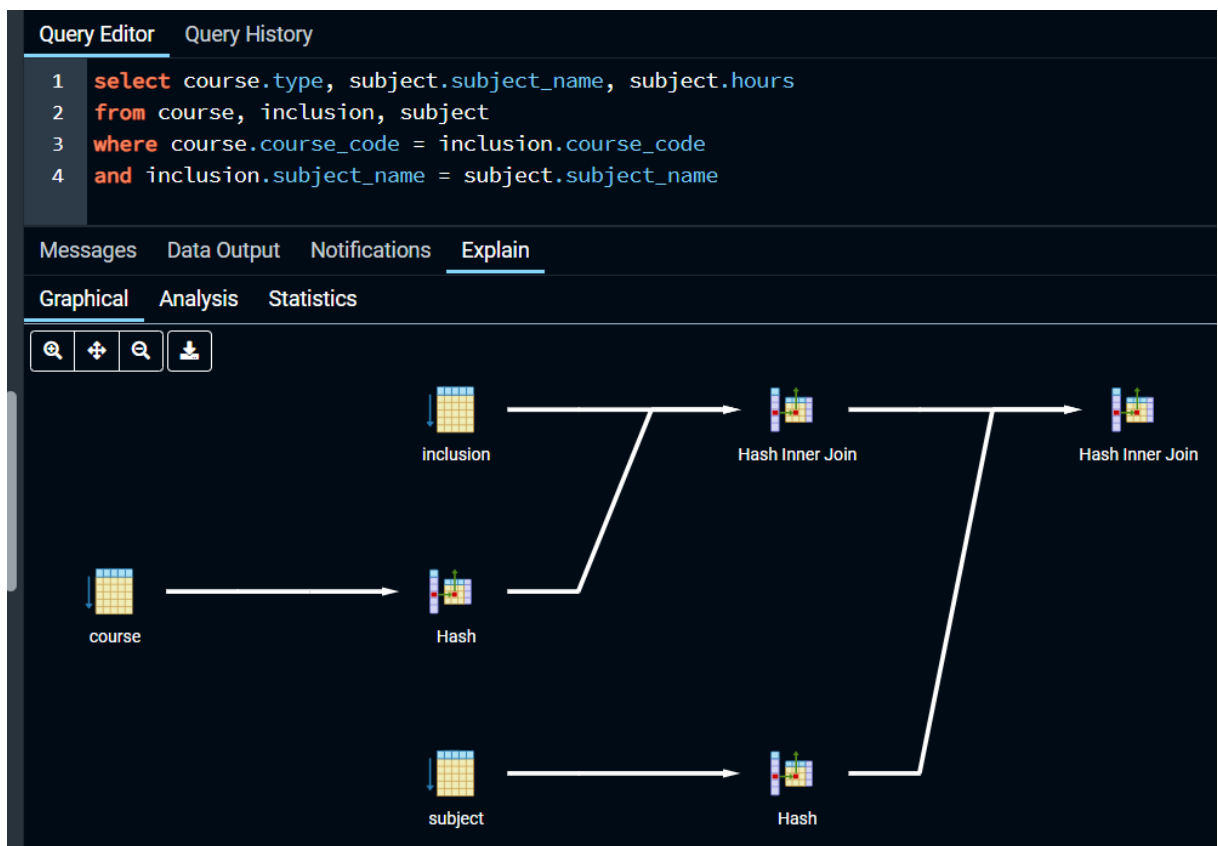 Query Editor Query History
1 select course.type, subject.subject_name, subject.hours
2 from course, inclusion, subject
3 where course.course_code = inclusion.course_code
4 and inclusion.subject_name = subject.subject_name
Messages Data Output Notifications Explain
Graphical Analysis Statistics
inclusion Hash Inner Join Hash Inner Join
course Hash
subject Hash